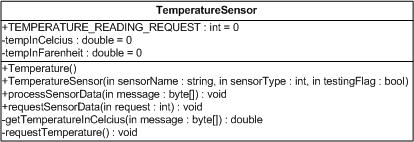 TemperatureSensor
+TEMPERATURE_READING_REQUEST : int = 0
-tempInCelcius : double = 0
-tempInFarenheit : double = 0
+Temperature()
+TemperatureSensor(in sensorName : string, in sensorType : int, in testingFlag : bool)
+processSensorData(in message : byte[]) : void
+requestSensorData(in request : int) : void
-getTemperatureInCelcius(in message : byte[]) : double
-requestTemperature() : void